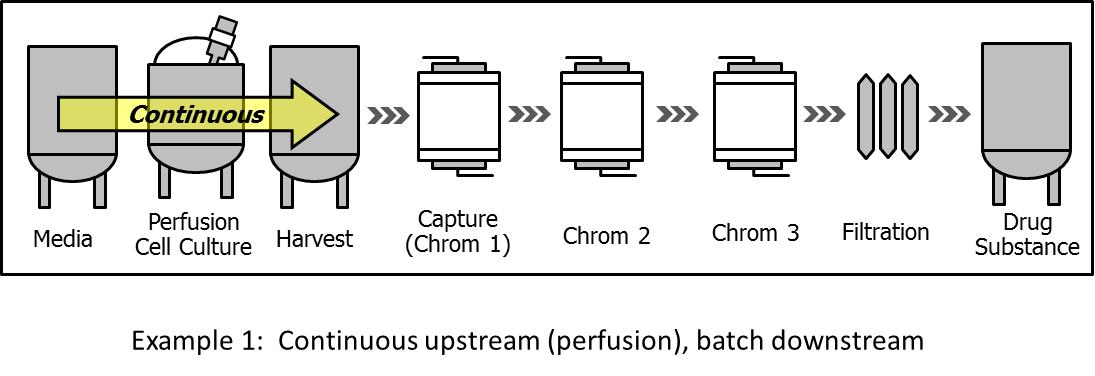 Continuous
Media
Perfusion
Cell Culture
Harvest
Capture
(Chrom 1)
Chrom 2
Chrom 3
Filtration
Drug
Substance
Example 1:  Continuous upstream (perfusion), batch downstream